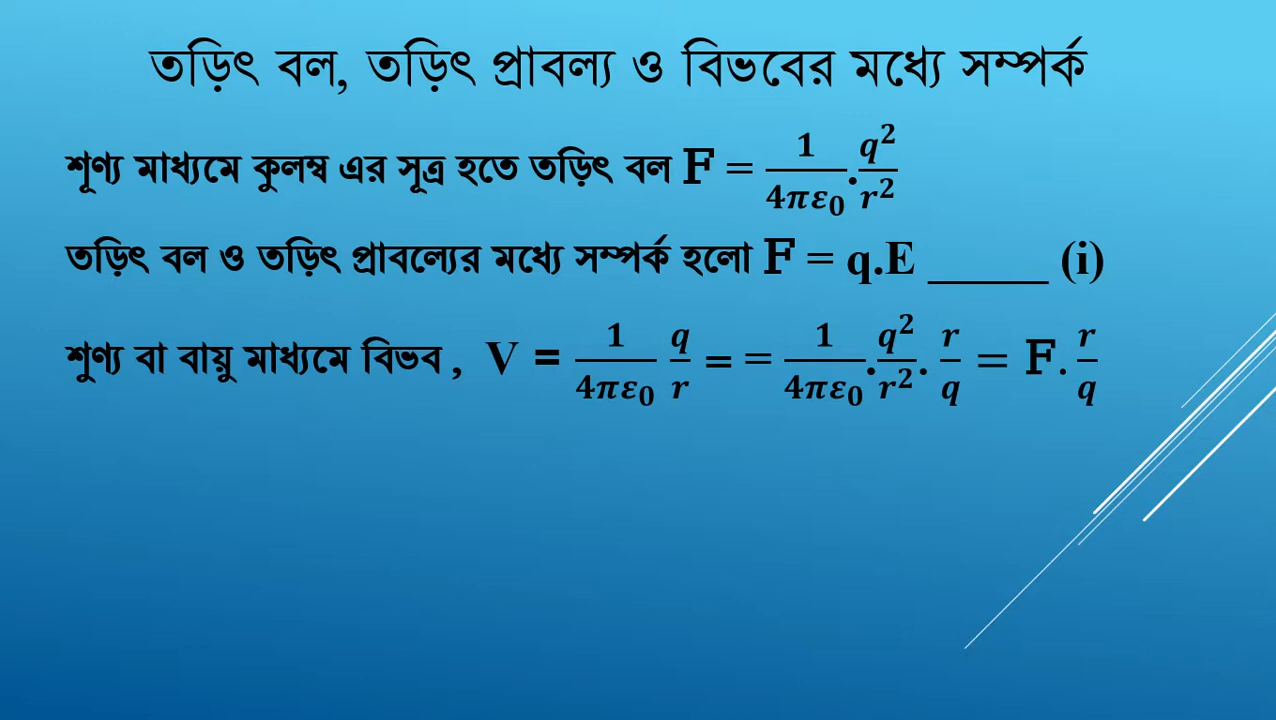 তড়িৎ বল, তড়িৎ প্রাবল্য ও বিভবের মধ্যে সম্পর্ক
শূণ্য মাধ্যমে কুলম্ব এর সূত্র হতে তড়িৎ বল F = 1/4πε₀ . q²/r²
তড়িৎ বল ও তড়িৎ প্রাবল্যের মধ্যে সম্পর্ক হলো F = q.E _____ (i)
শুণ্য বা বায়ু মাধ্যমে বিভব , V = 1/4πε₀ q/r = = 1/4πε₀ . q²/r² . r/q = F. r/q